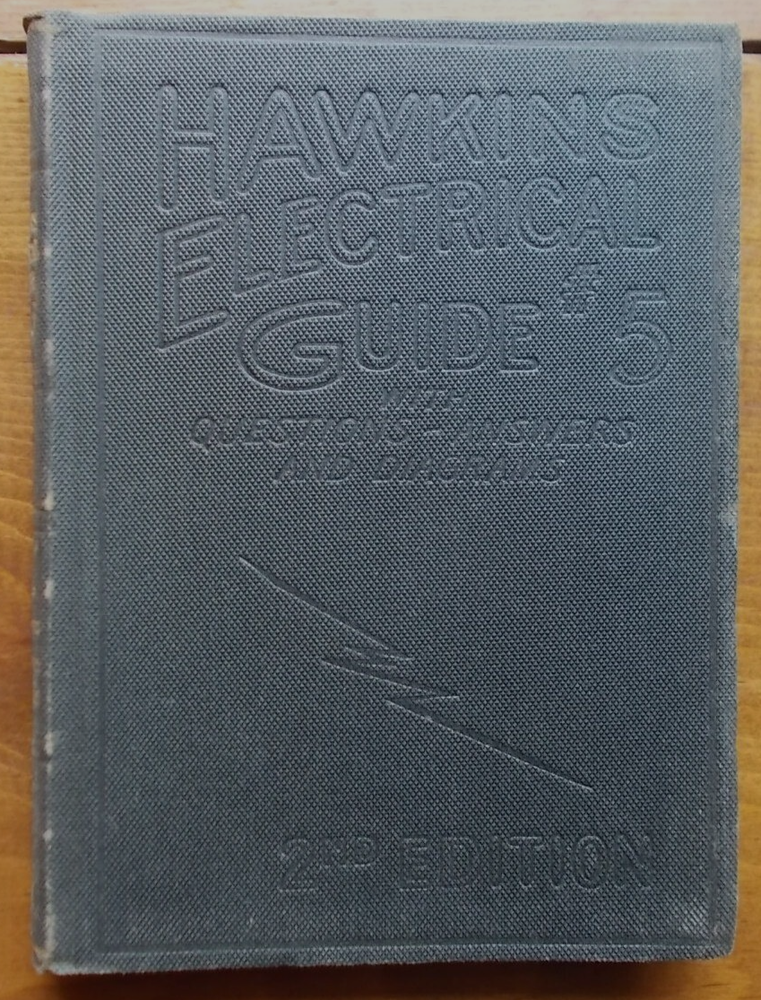 HAWKINS
ELECTRICAL
GUIDE # 5
WITH
QUESTIONS - ANSWERS
AND DIAGRAMS
2ND EDITION